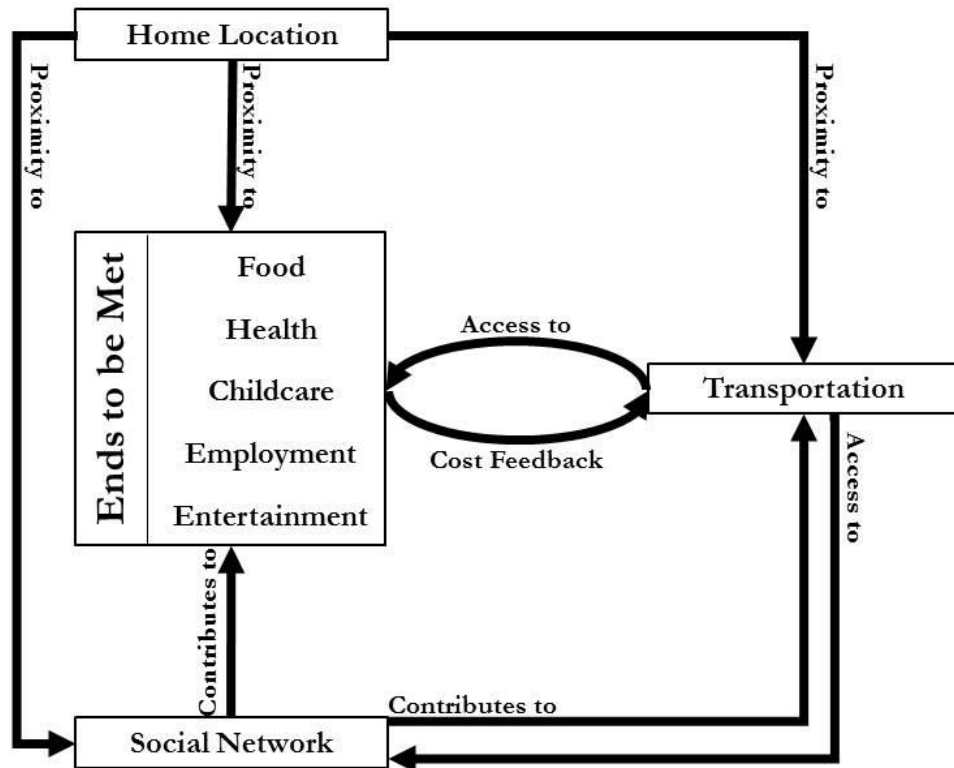 Home Location
Proximity to
Proximity to
Proximity to
Ends to be Met
Food
Health
Childcare
Employment
Entertainment
Access to
Cost Feedback
Transportation
Access to
Contributes to
Contributes to
Social Network